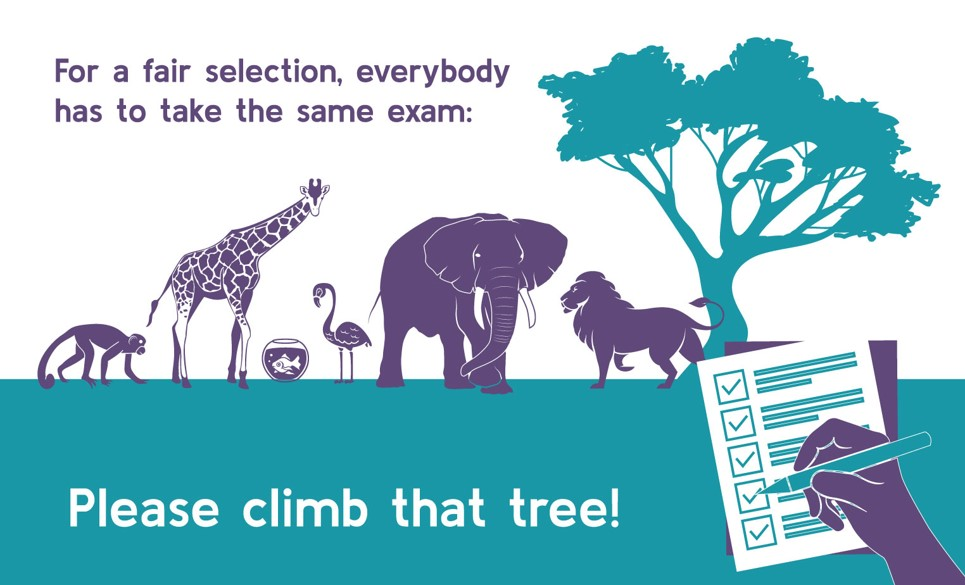 For a fair selection, everybody
has to take the same exam:
Please climb that tree!